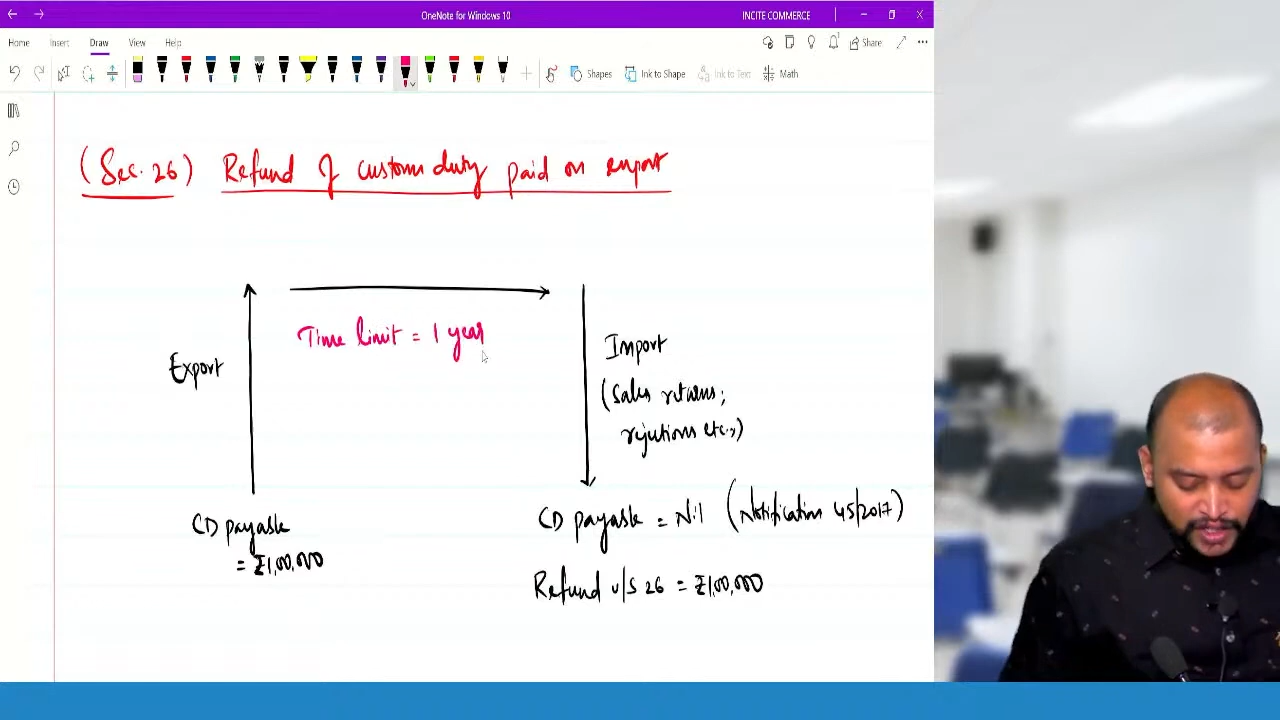 OneNote for Windows 10
INCITE COMMERCE
Home Insert Draw View Help
Share
Shapes Ink to Shape Ink to Text Math
(Sec. 26) Refund of custom duty paid on export
Time limit = 1 year
Export
Import
(Sales returns;
rejections etc.,)
CD payable
= ₹1,00,000
CD payable = Nil (Notification 45/2017)
Refund u/s 26 = ₹1,00,000